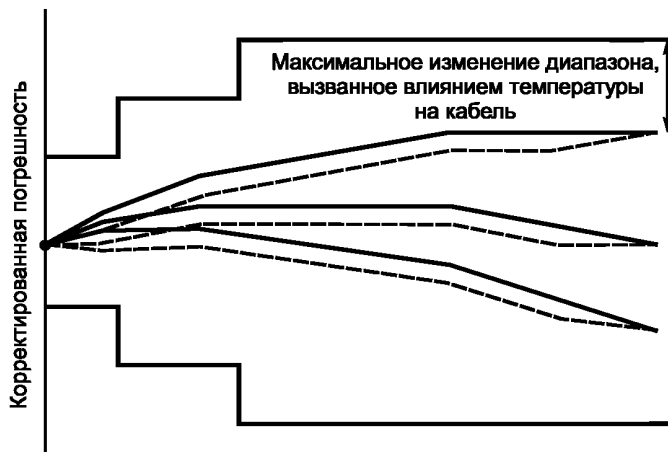 Максимальное изменение диапазона,
вызванное влиянием температуры
на кабель
Корректированная погрешность